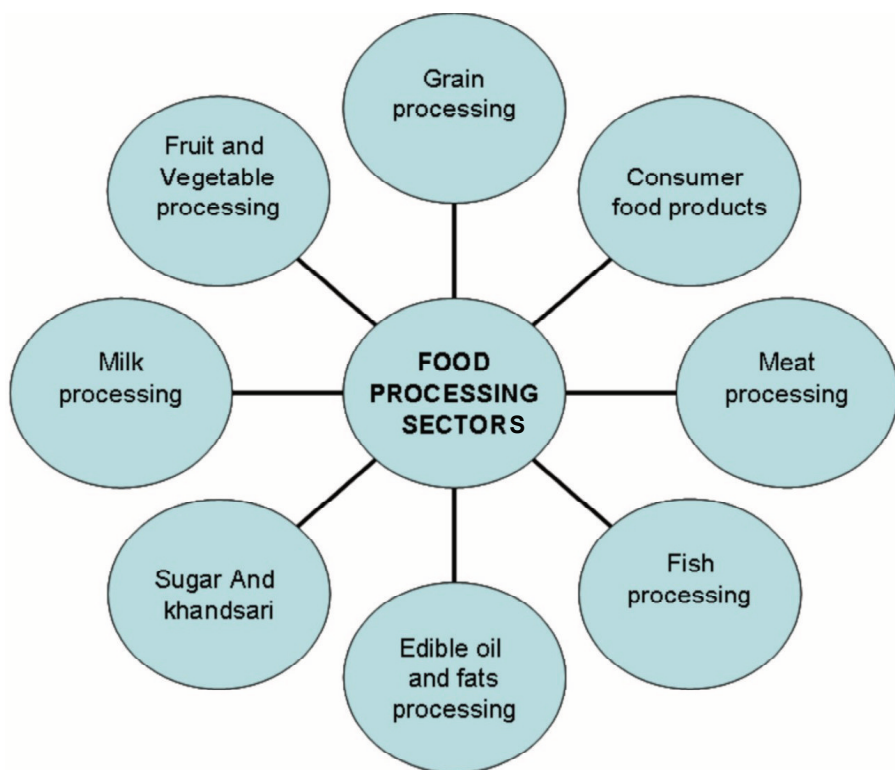 Grain
processing
Fruit and
Vegetable
processing
Consumer
food products
Milk
processing
FOOD
PROCESSING
SECTORS
Meat
processing
Sugar And
khandsari
Fish
processing
Edible oil
and fats
processing